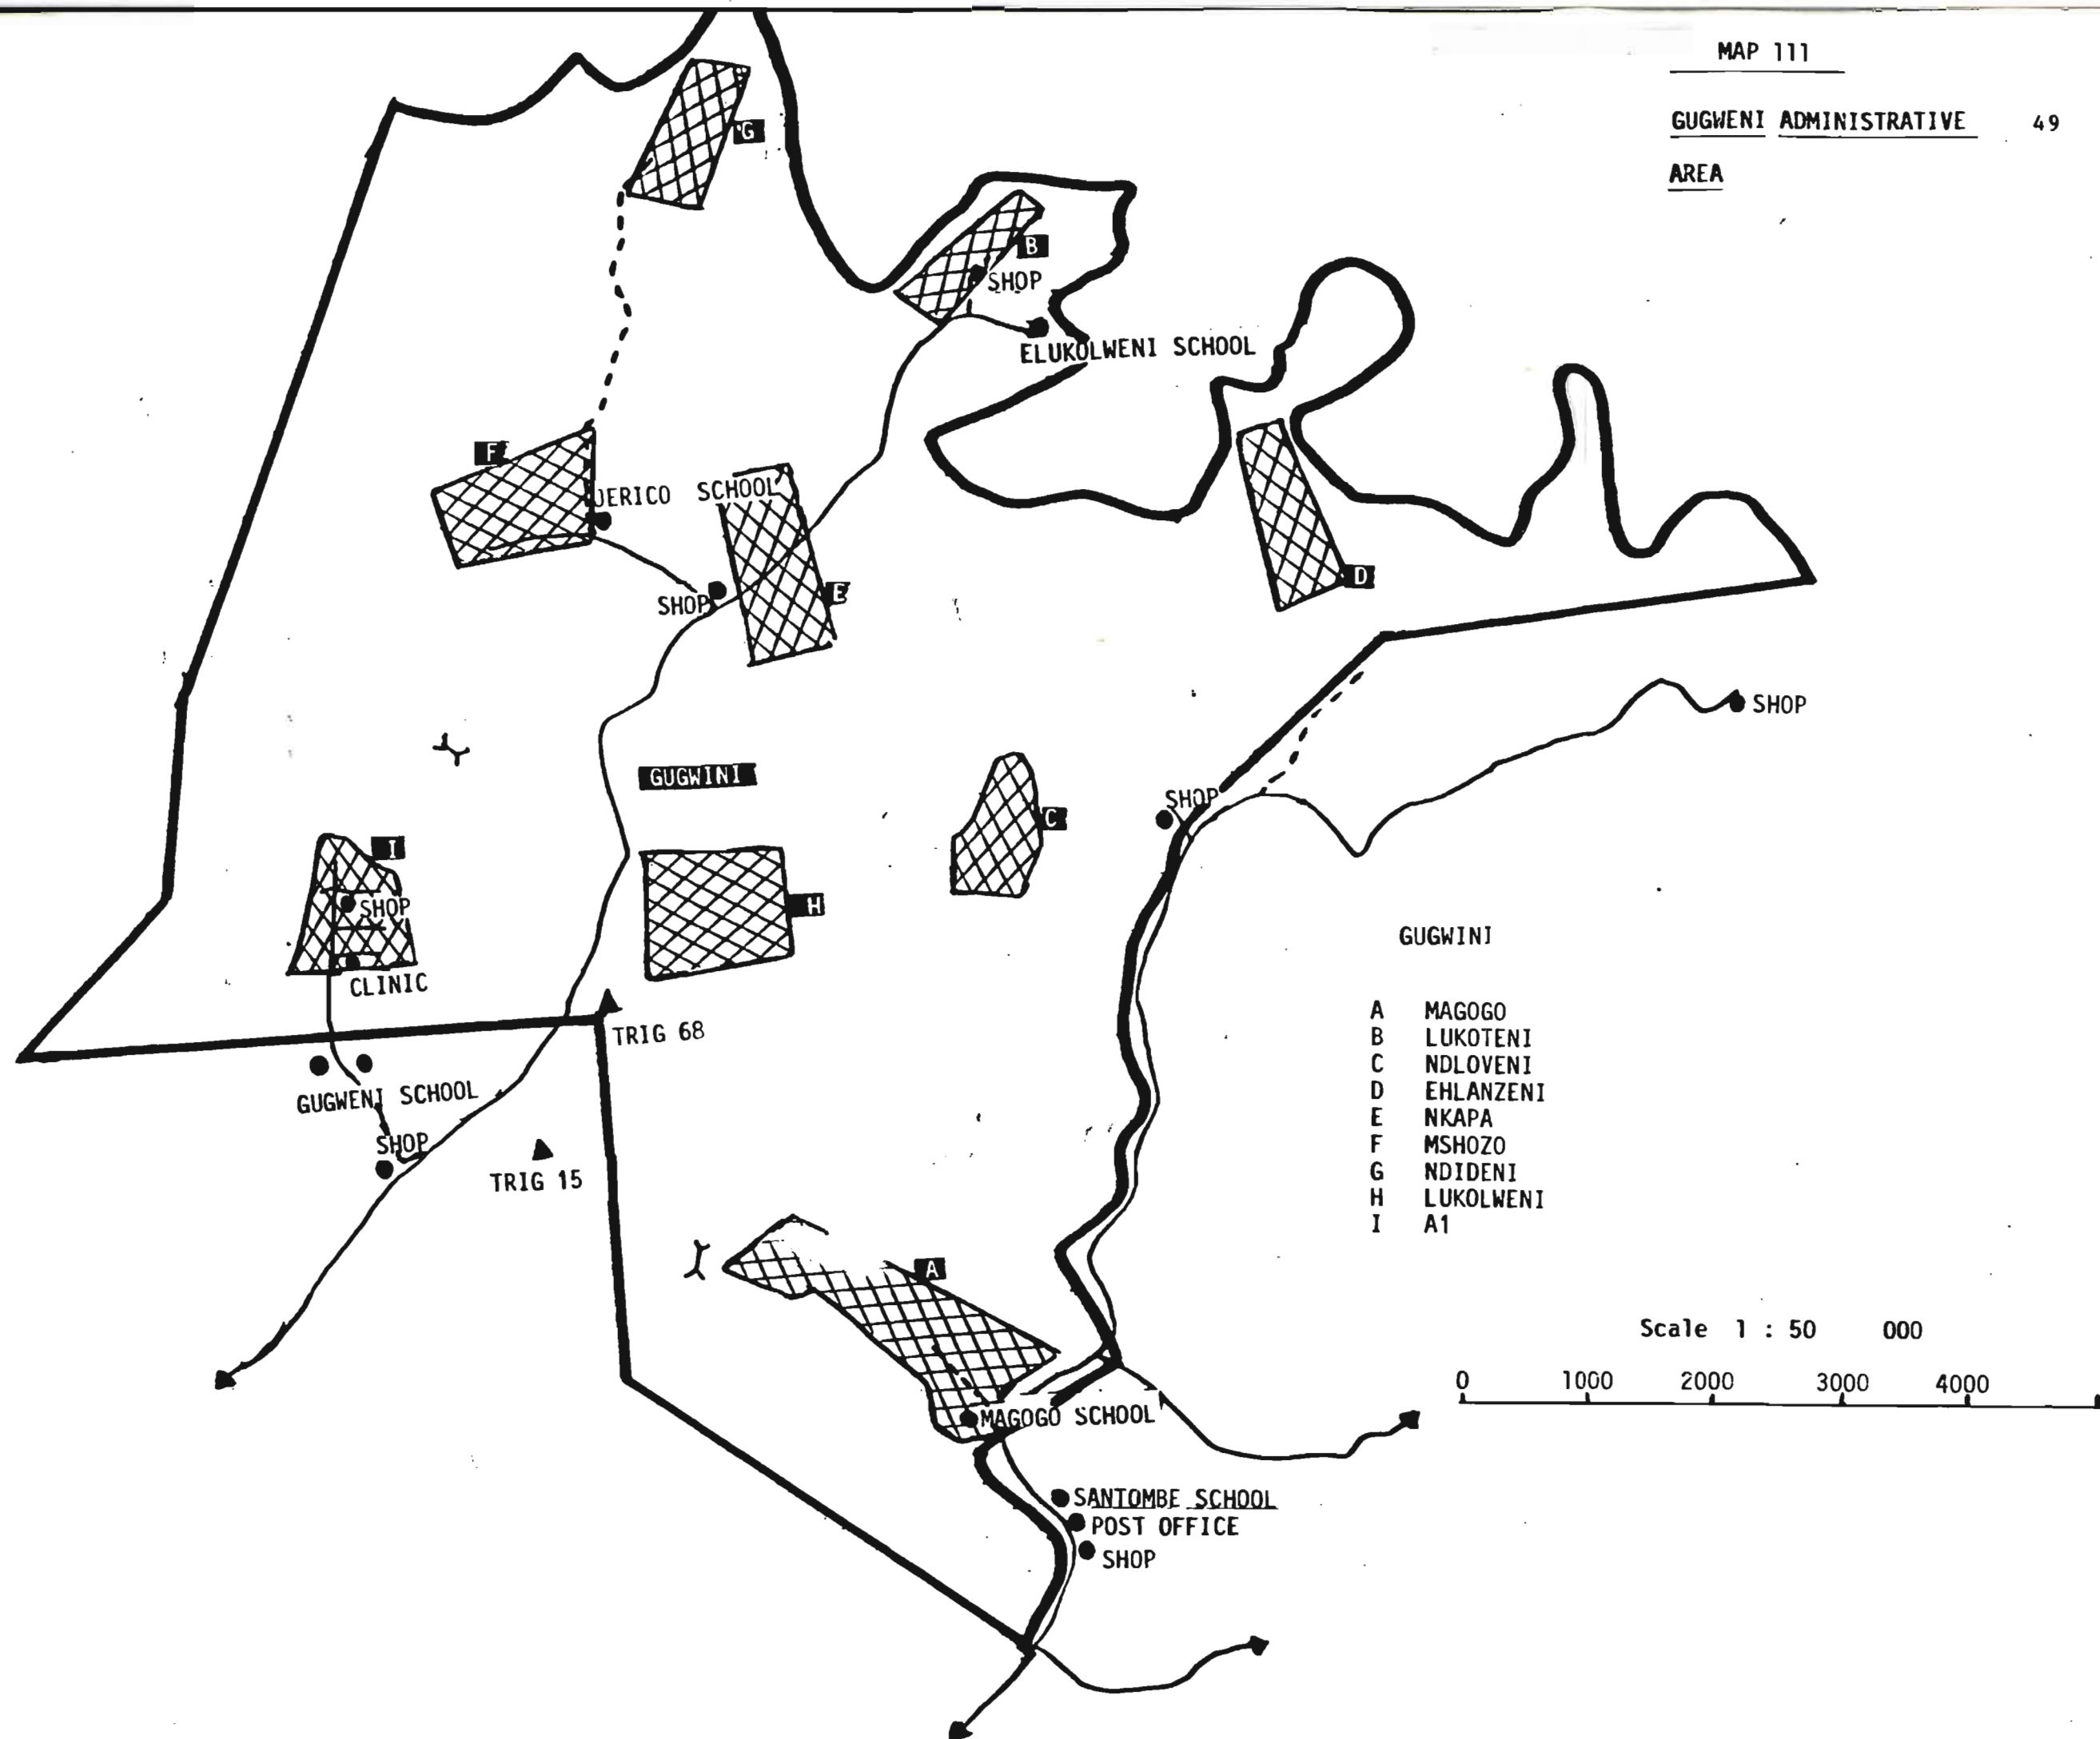 MAP 111
GUGWENI ADMINISTRATIVE 49
AREA
G
B
SHOP
ELUKOLWENI SCHOOL
F
JERICO SCHOOL
D
E
SHOP
SHOP
GUGWINI
SHOP
C
I
SHOP
H
GUGWINI
CLINIC
A MAGOGO
TRIG 68
B LUKOTENI
C NDLOVENI
D EHLANZENI
GUGWENI SCHOOL
E NKAPA
SHOP
F MSHOZO
TRIG 15
G NDIDENI
H LUKOLWENI
I A1
A
Scale 1 : 50 000
0 1000 2000 3000 4000
MAGOGO SCHOOL
SANTOMBE SCHOOL
POST OFFICE
SHOP